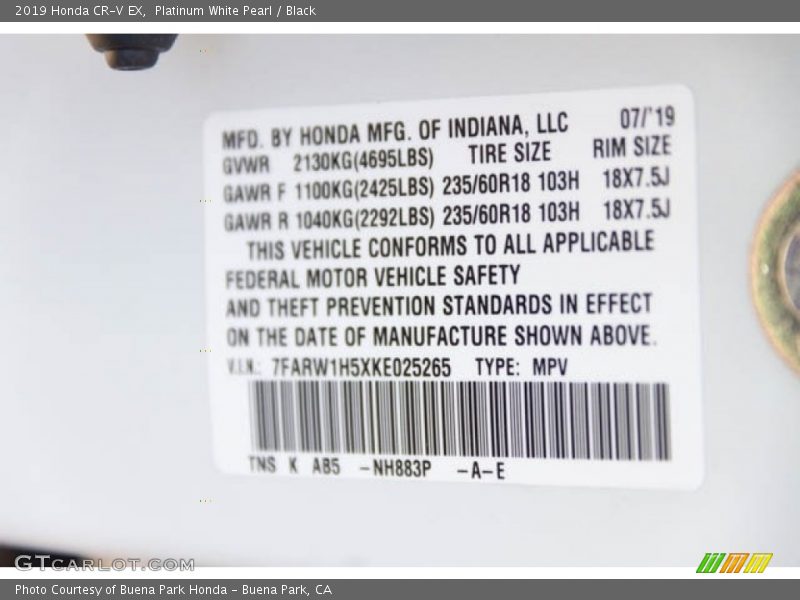 2019 Honda CR-V EX, Platinum White Pearl / Black
MFD. BY HONDA MFG. OF INDIANA, LLC 07/'19
GVWR 2130KG(4695LBS) TIRE SIZE RIM SIZE
GAWR F 1100KG(2425LBS) 235/60R18 103H 18X7.5J
GAWR R 1040KG(2292LBS) 235/60R18 103H 18X7.5J
THIS VEHICLE CONFORMS TO ALL APPLICABLE
FEDERAL MOTOR VEHICLE SAFETY
AND THEFT PREVENTION STANDARDS IN EFFECT
ON THE DATE OF MANUFACTURE SHOWN ABOVE.
V.I.N.: 7FARW1H5XKE025265 TYPE: MPV
TNS K AB5 -NH883P -A-E
GTcarlot.com
Photo Courtesy of Buena Park Honda - Buena Park, CA